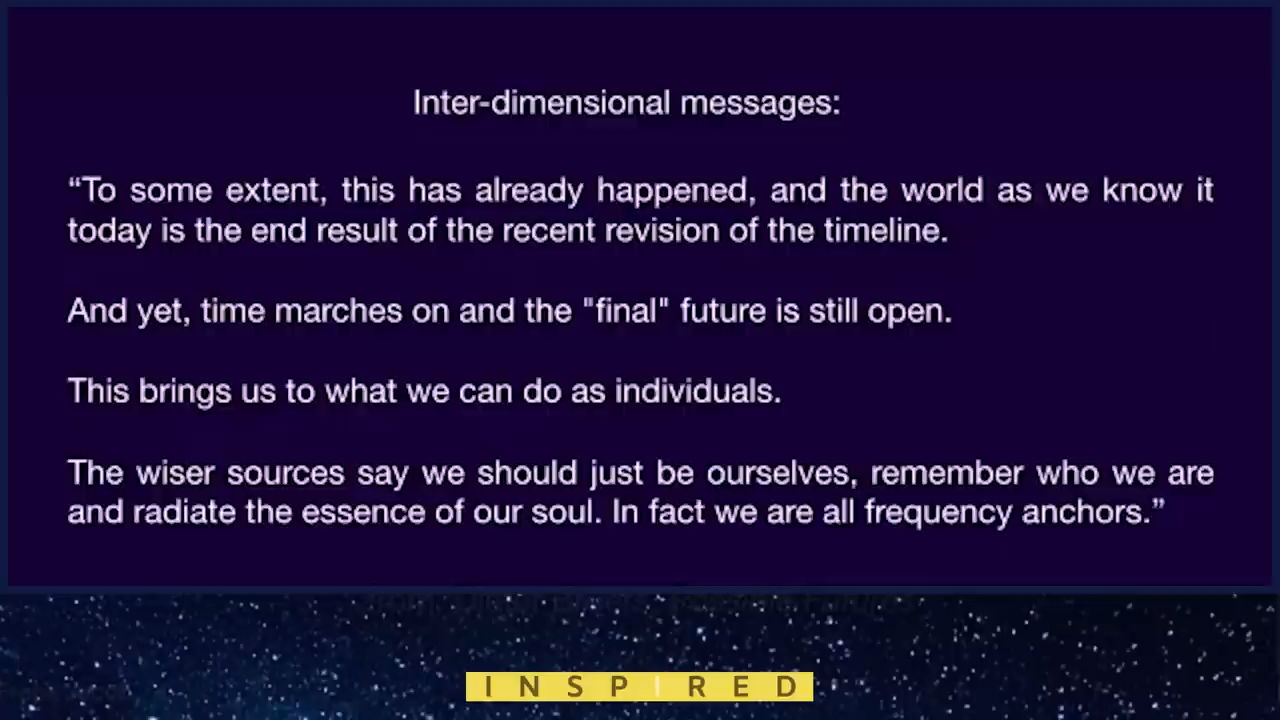 Inter-dimensional messages:
“To some extent, this has already happened, and the world as we know it
today is the end result of the recent revision of the timeline.
And yet, time marches on and the "final" future is still open.
This brings us to what we can do as individuals.
The wiser sources say we should just be ourselves, remember who we are
and radiate the essence of our soul. In fact we are all frequency anchors.”
INSPIRED